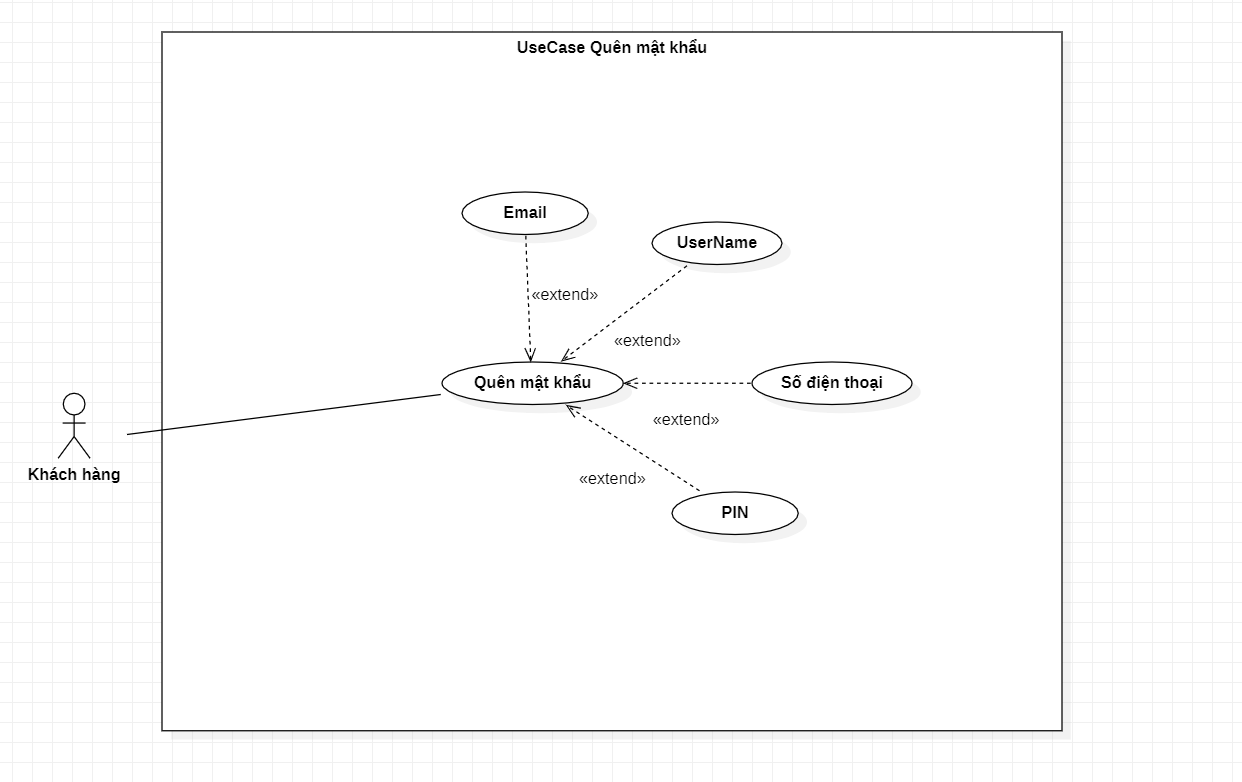 UseCase Quên mật khẩu
Email
UserName
«extend»
«extend»
Quên mật khẩu
Số điện thoại
«extend»
Khách hàng
«extend»
PIN